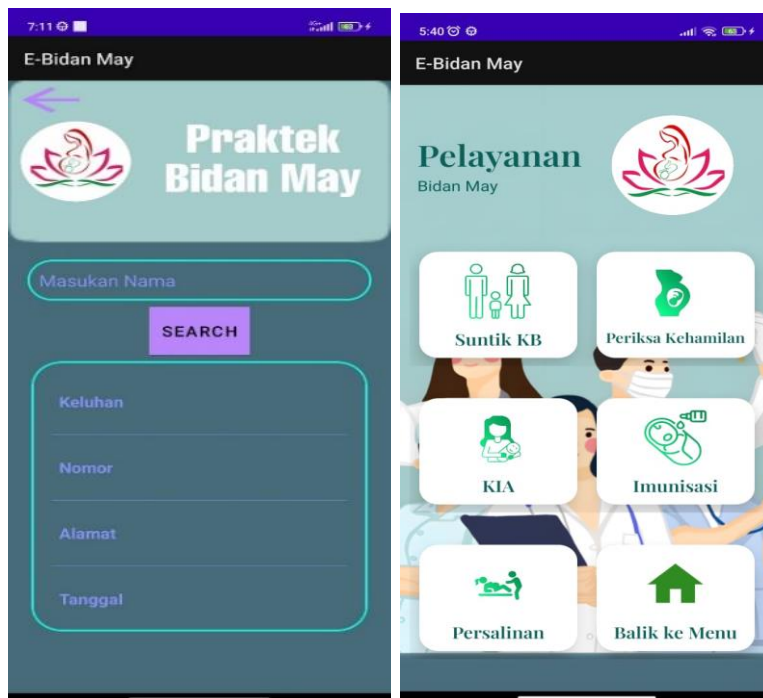 7:11
E-Bidan May
Praktek
Bidan May
Masukan Nama
SEARCH
Keluhan
Nomor
Alamat
Tanggal
5:40
E-Bidan May
Pelayanan
Bidan May
Suntik KB
Periksa Kehamilan
KIA
Imunisasi
Persalinan
Balik ke Menu